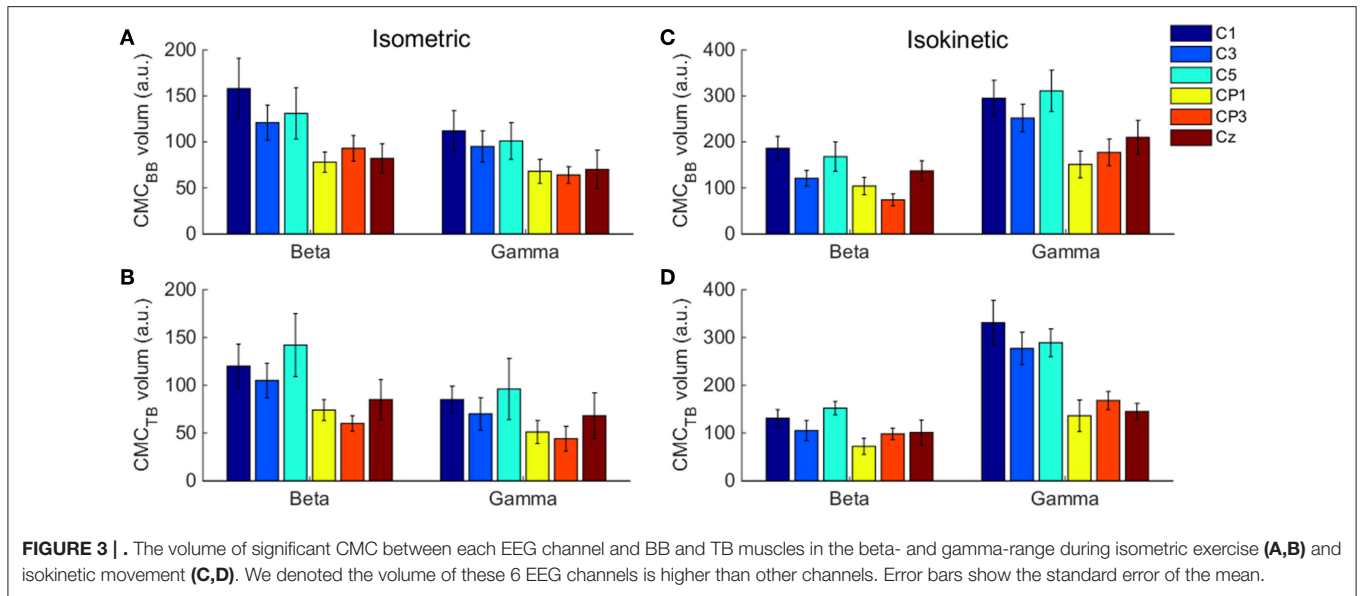 A
Isometric
200
150
100
50
0
CMC_BB volum (a.u.)
Beta
Gamma
C
Isokinetic
400
300
200
100
0
CMC_BB volum (a.u.)
Beta
Gamma
C1
C3
C5
CP1
CP3
Cz
B
200
150
100
50
0
CMC_TB volum (a.u.)
Beta
Gamma
D
400
300
200
100
0
CMC_TB volum (a.u.)
Beta
Gamma
FIGURE 3 | . The volume of significant CMC between each EEG channel and BB and TB muscles in the beta- and gamma-range during isometric exercise (A,B) and
isokinetic movement (C,D). We denoted the volume of these 6 EEG channels is higher than other channels. Error bars show the standard error of the mean.